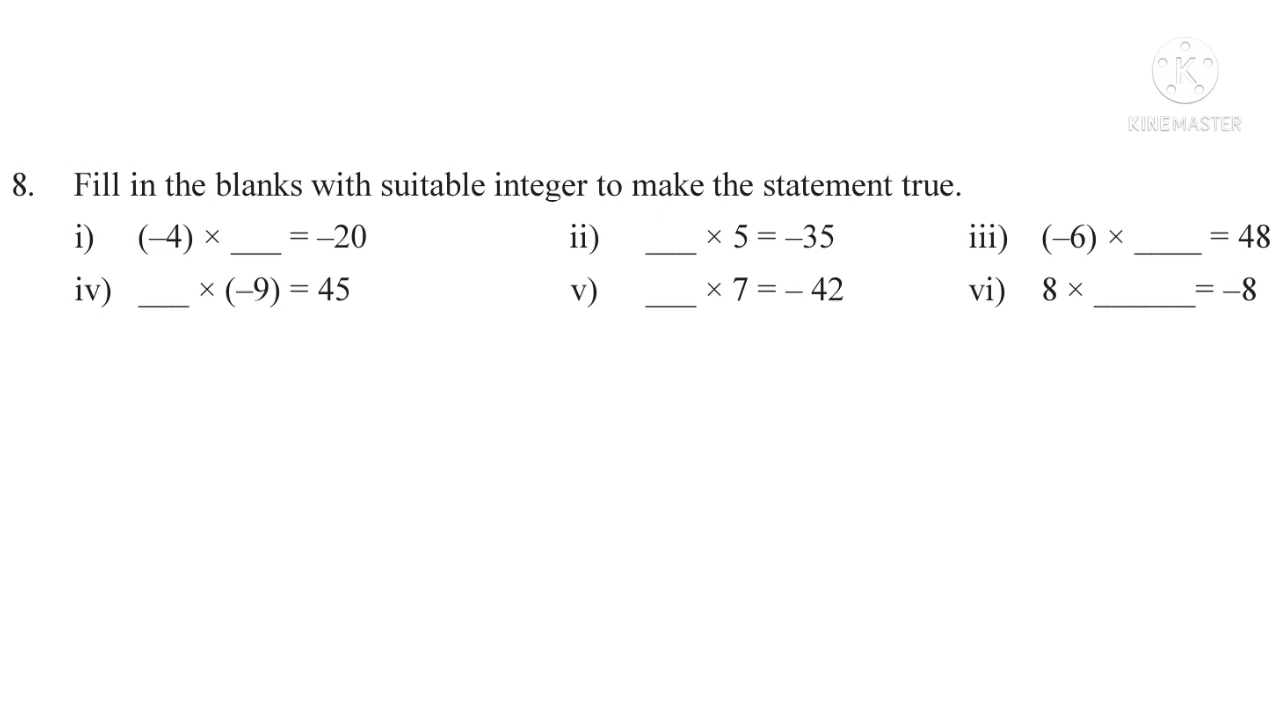 K
KINEMASTER
8. Fill in the blanks with suitable integer to make the statement true.
i) (–4) × ___ = –20 ii) ___ × 5 = –35 iii) (–6) × ____ = 48
iv) ___ × (–9) = 45 v) ___ × 7 = – 42 vi) 8 × ______= –8